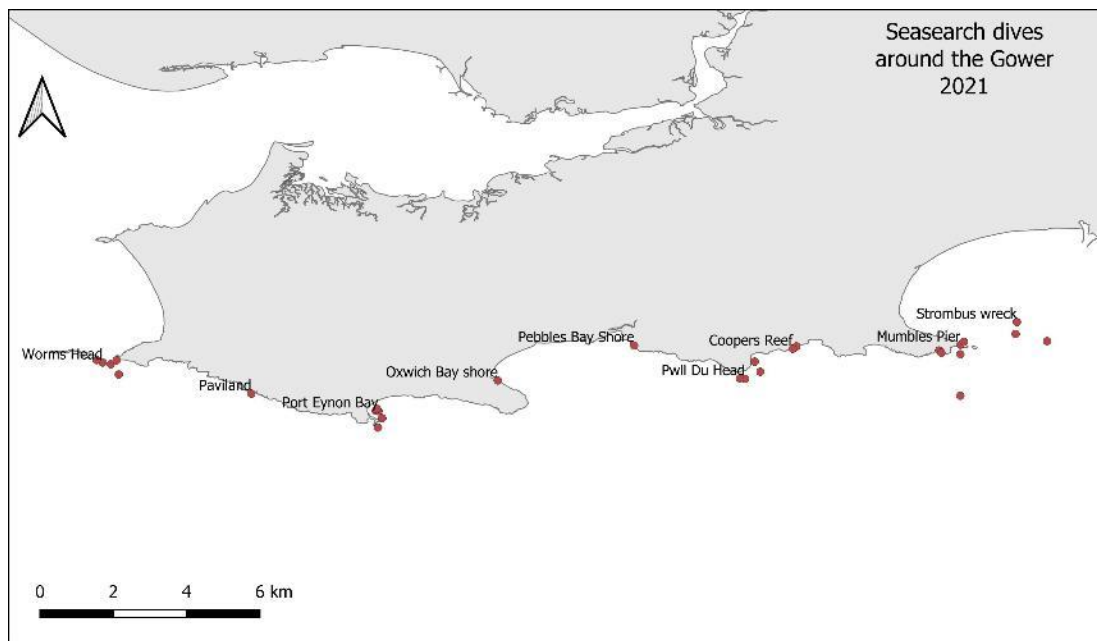 Seasearch dives
around the Gower
2021
Strombus wreck
Mumbles Pier
Coopers Reef
Pebbles Bay Shore
Worms Head
Pwll Du Head
Oxwich Bay shore
Paviland
Port Eynon Bay
0 2 4 6 km